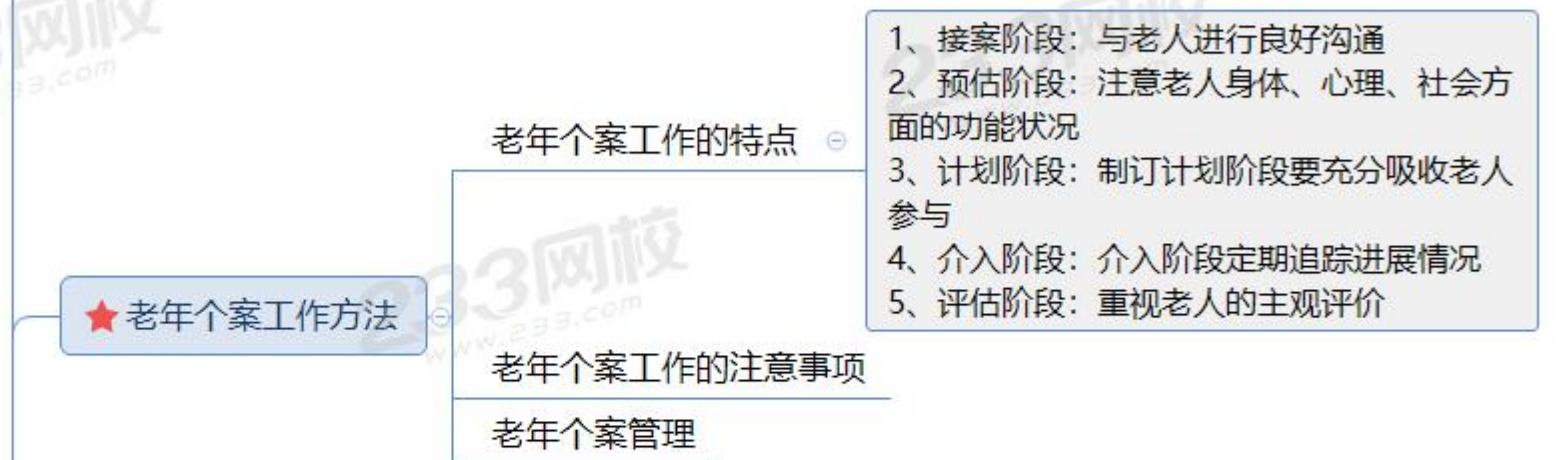 1、接案阶段：与老人进行良好沟通
2、预估阶段：注意老人身体、心理、社会方
面的功能状况
老年个案工作的特点
3、计划阶段：制订计划阶段要充分吸收老人
参与
4、介入阶段：介入阶段定期追踪进展情况
5、评估阶段：重视老人的主观评价
老年个案工作方法
老年个案工作的注意事项
老年个案管理
233网校
www.233.com